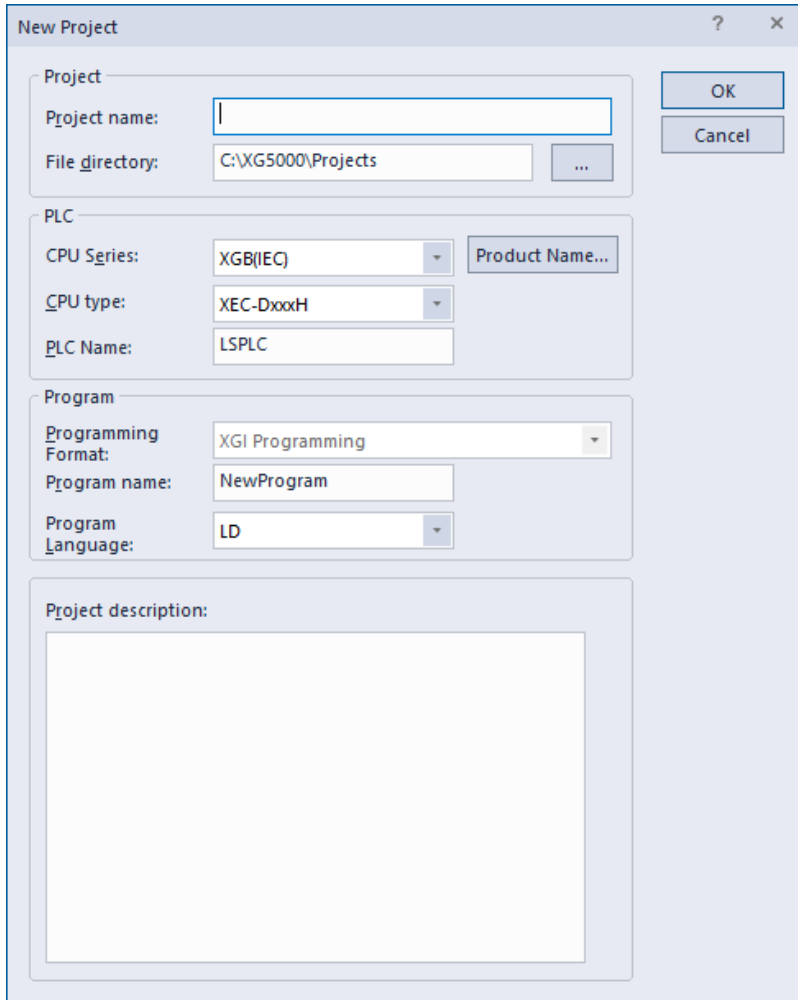 New Project
? ×
Project
Project name:
OK
File directory: C:\XG5000\Projects ...
Cancel
PLC
CPU Series: XGB(IEC) Product Name...
CPU type: XEC-DxxxH
PLC Name: LSPLC
Program
Programming
Format: XGI Programming
Program name: NewProgram
Program
Language: LD
Project description: